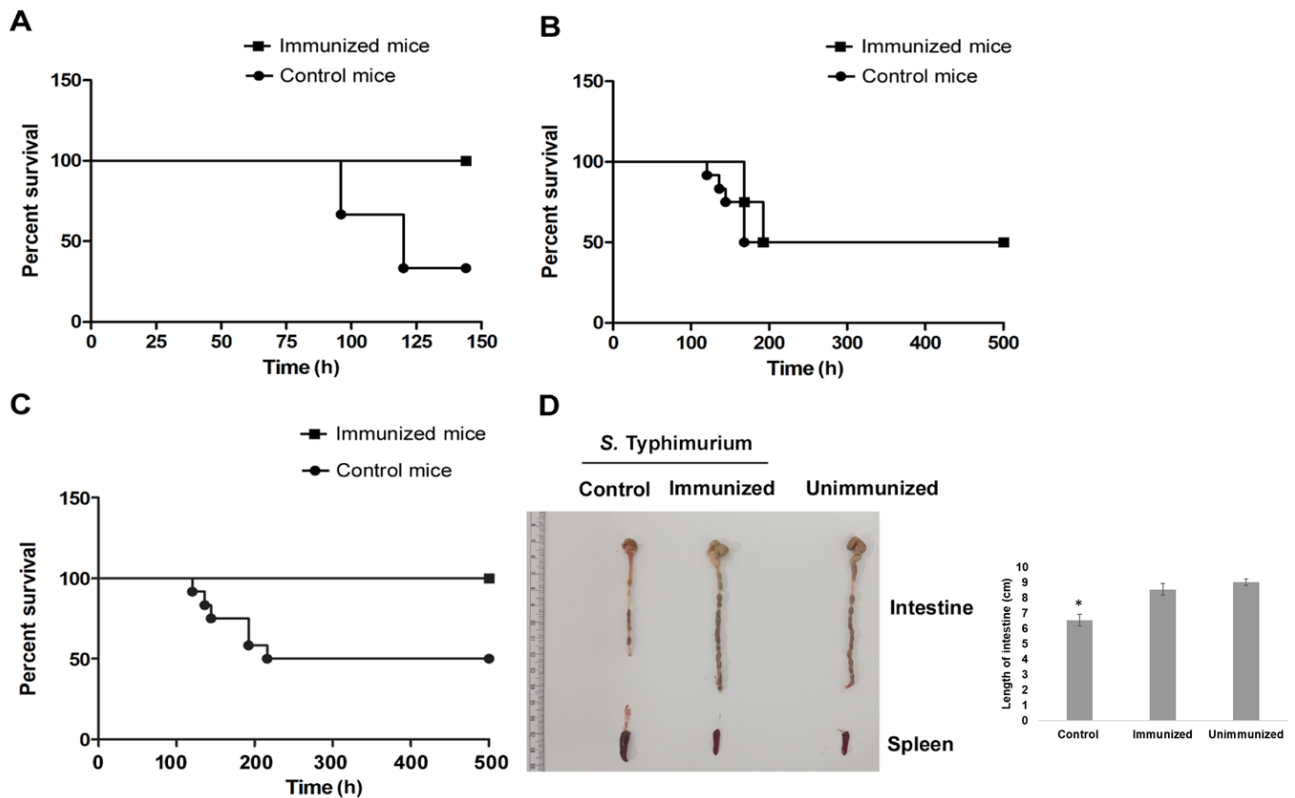 A
Immunized mice
Control mice
150
100
50
0
Percent survival
0 25 50 75 100 125 150
Time (h)
B
Immunized mice
Control mice
150
100
50
0
Percent survival
0 100 200 300 400 500
Time (h)
C
Immunized mice
Control mice
150
100
50
0
Percent survival
0 100 200 300 400 500
Time (h)
D
S. Typhimurium
Control Immunized Unimmunized
Intestine
Spleen
10
9
8
7
6
5
4
3
2
1
0
Length of intestine (cm)
*
Control Immunized Unimmunized